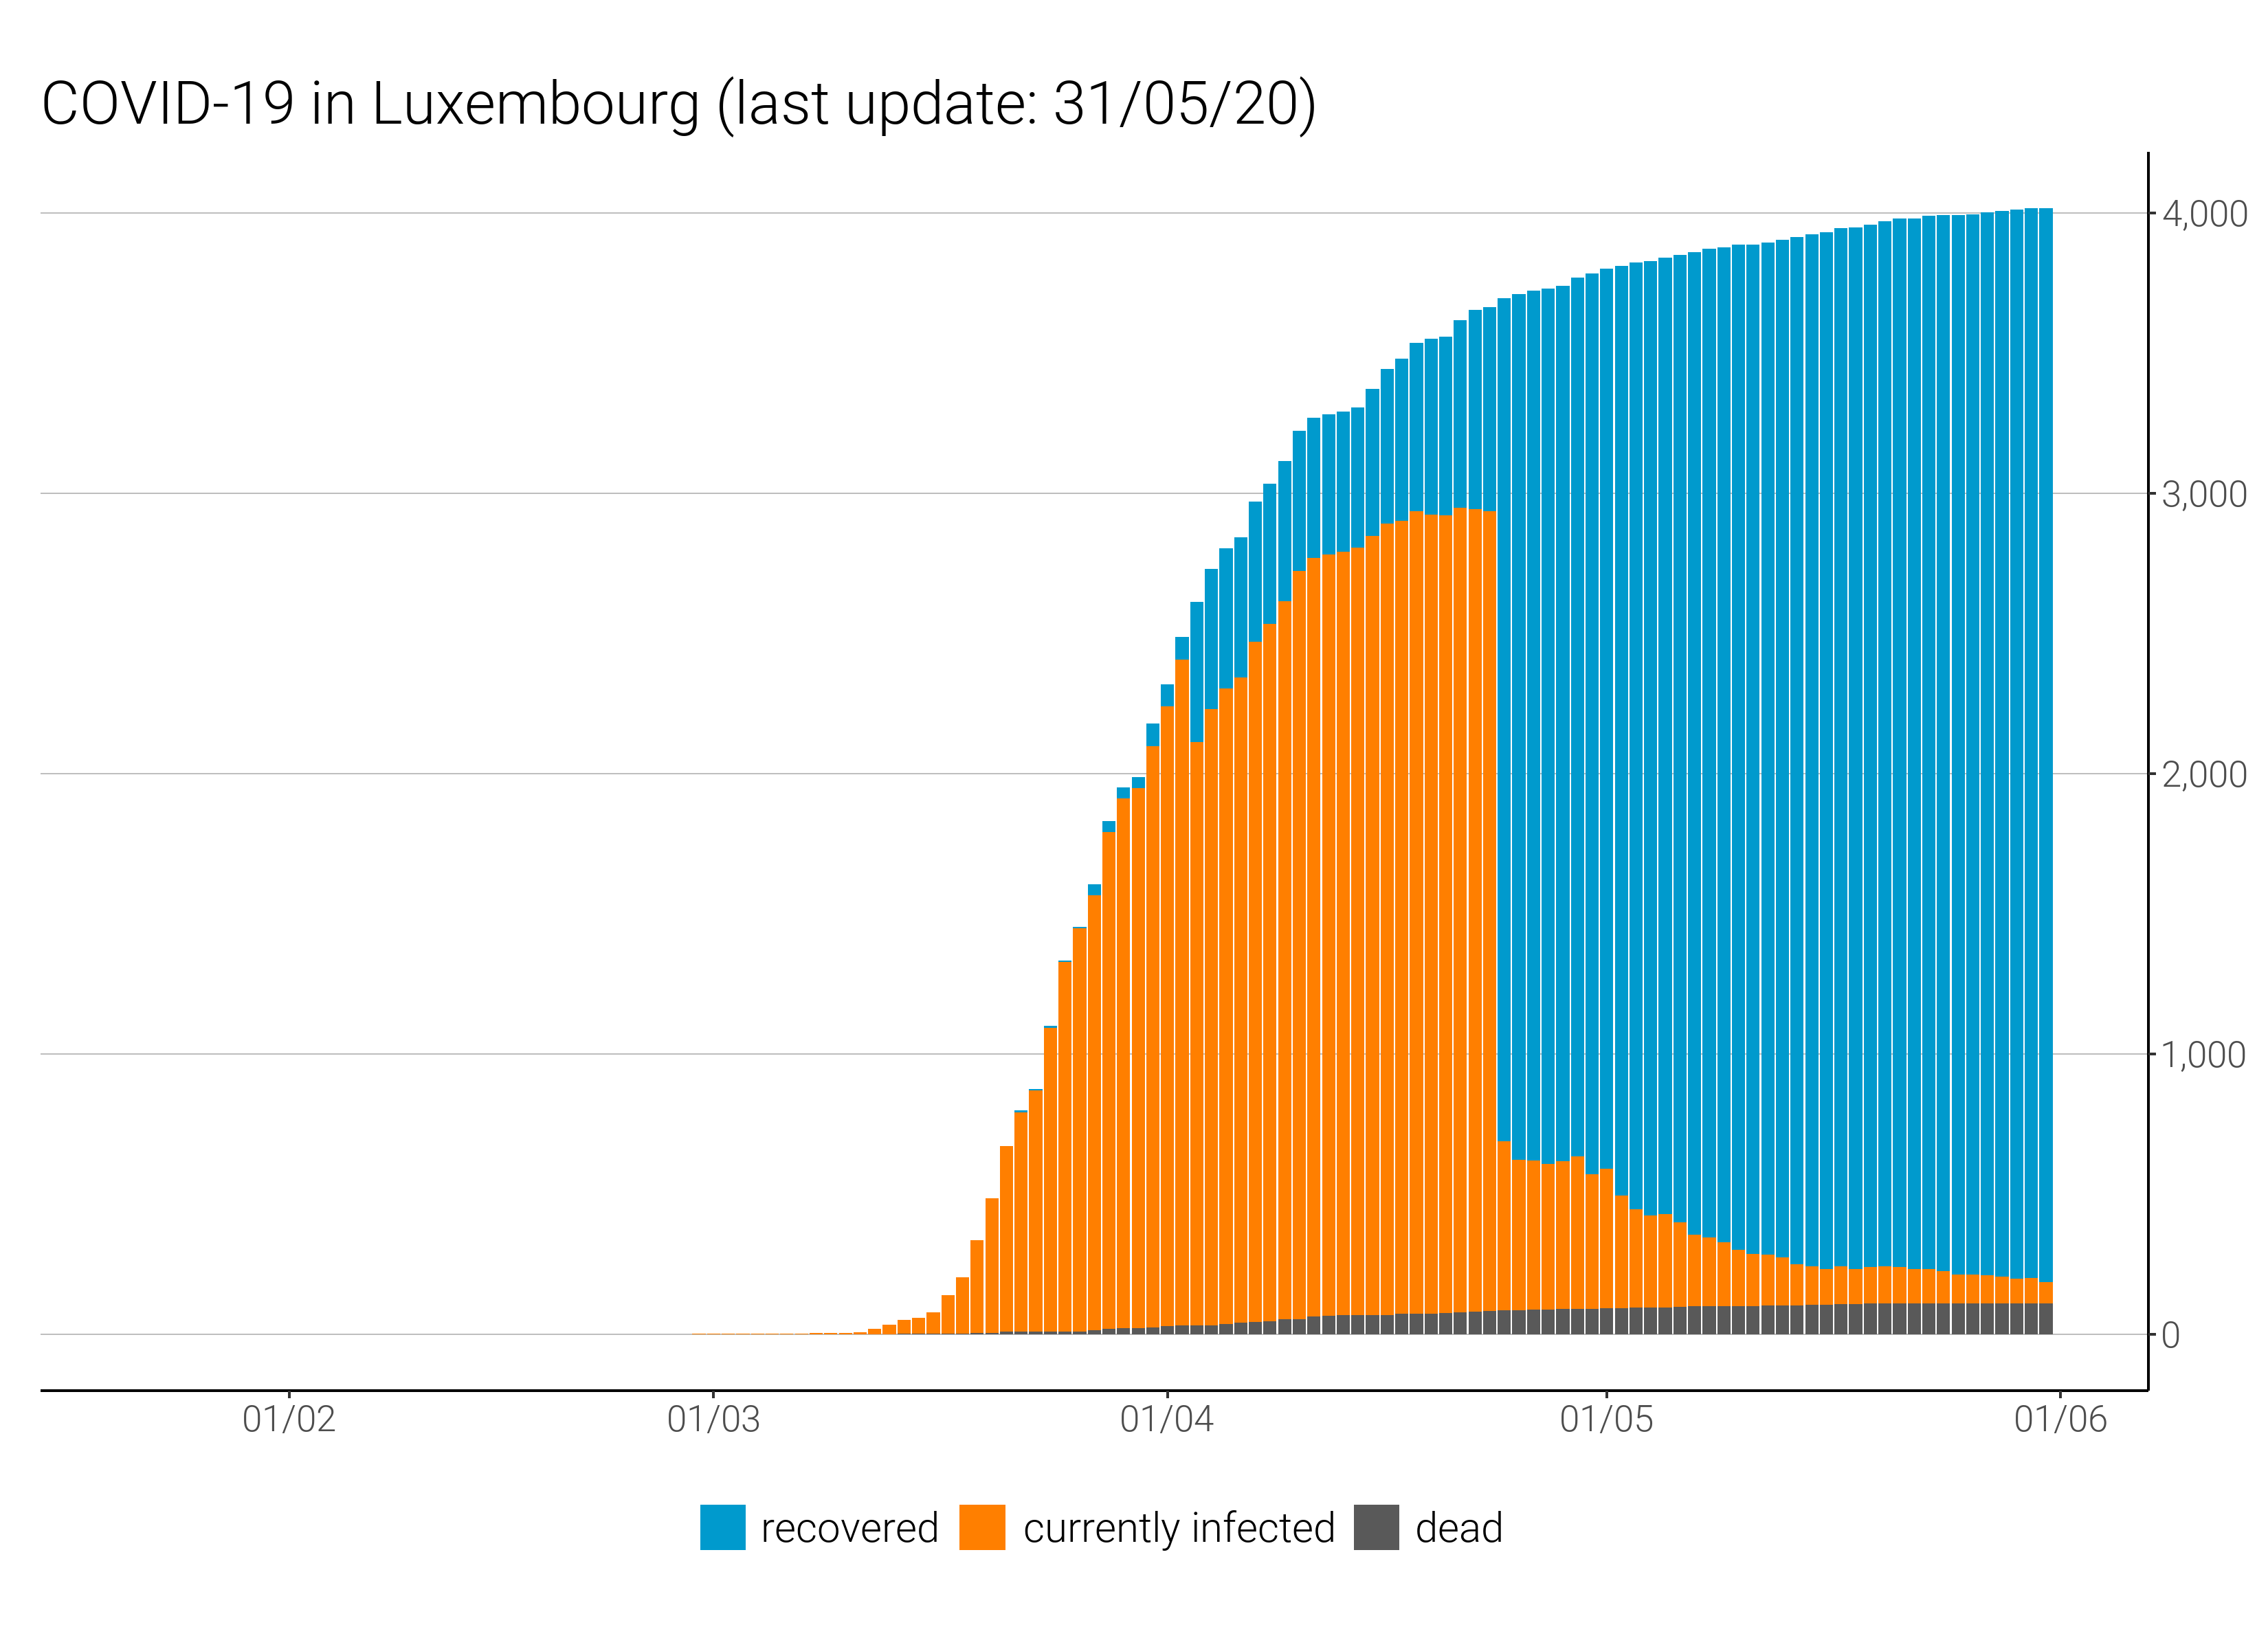 COVID-19 in Luxembourg (last update: 31/05/20)
4,000
3,000
2,000
1,000
0
01/02 01/03 01/04 01/05 01/06
recovered currently infected dead